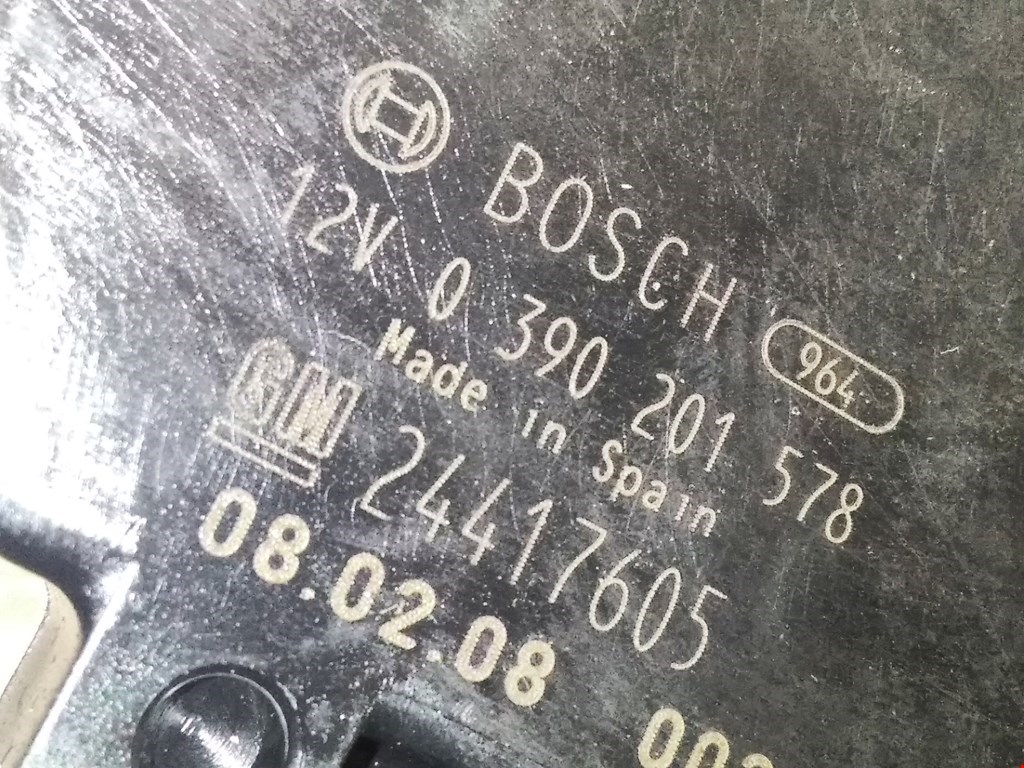 BOSCH 964
12V 0 390 201 578
Made in Spain
GM 24417605
08.02.08